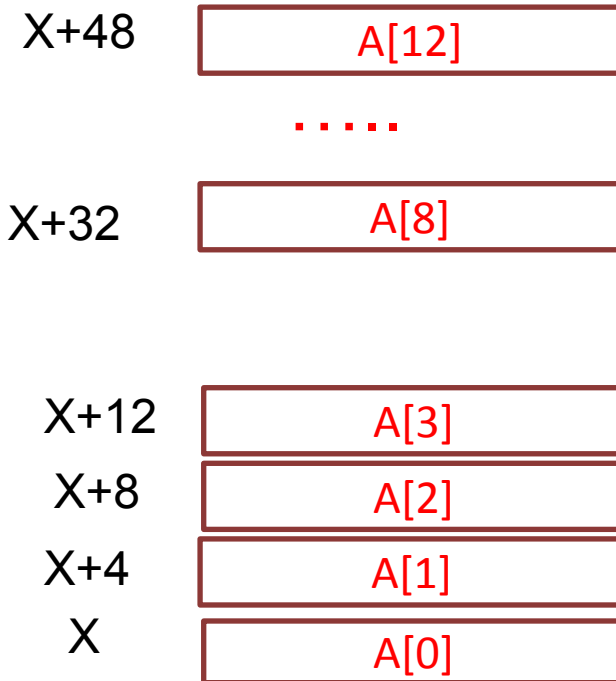 X+48 A[12]
.....
X+32 A[8]
X+12 A[3]
X+8 A[2]
X+4 A[1]
X A[0]